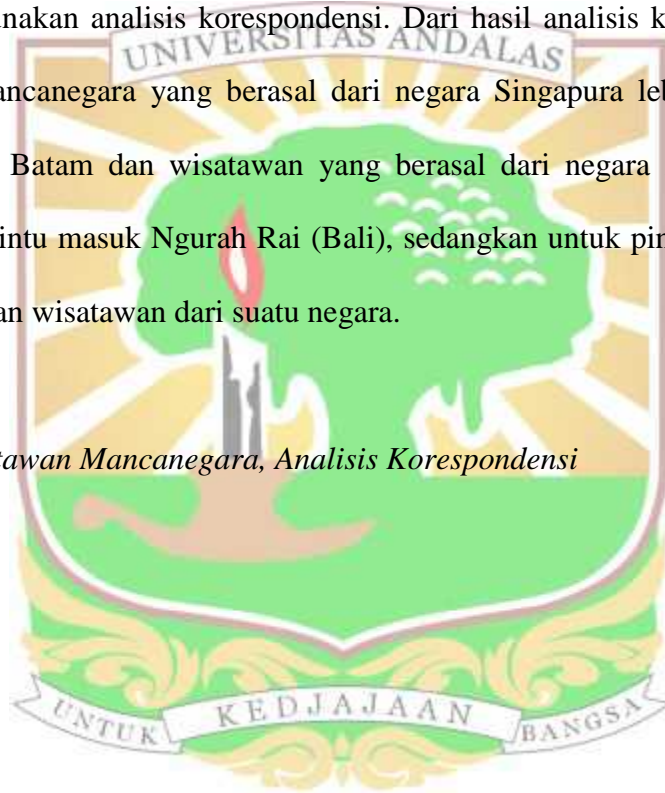 nakan analisis korespondensi. Dari hasil analisis k
UNIVERSITAS ANDALAS
ancanegara yang berasal dari negara Singapura le
Batam dan wisatawan yang berasal dari negara
intu masuk Ngurah Rai (Bali), sedangkan untuk pin
an wisatawan dari suatu negara.
tawan Mancanegara, Analisis Korespondensi
UNTUK KEDJAJAAN BANGSA